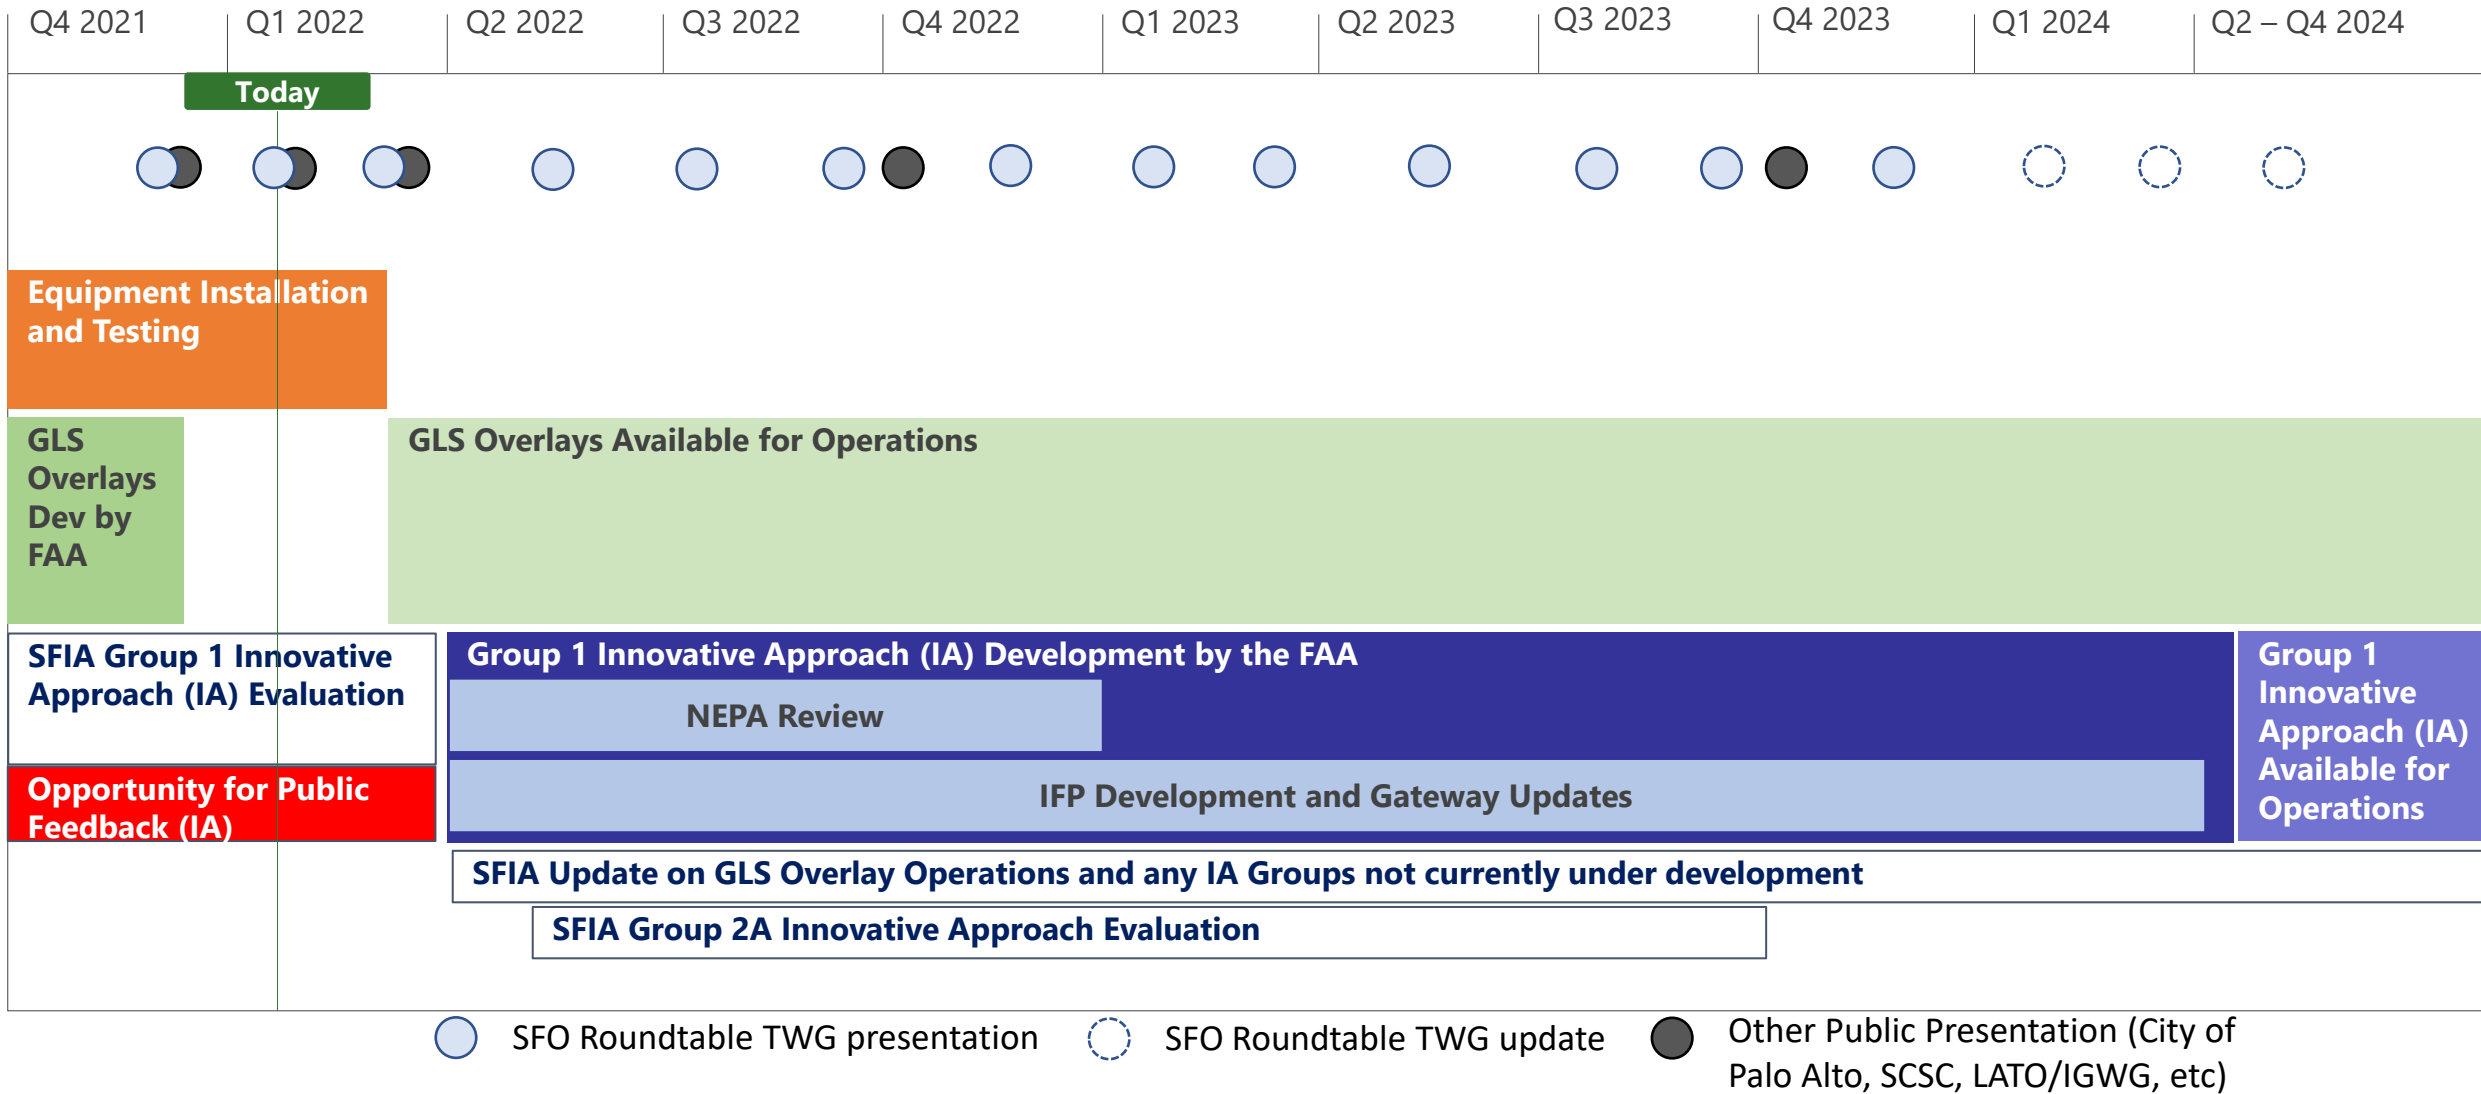 Q4 2021
Q1 2022
Q2 2022
Q3 2022
Q4 2022
Q1 2023
Q2 2023
Q3 2023
Q4 2023
Q1 2024
Q2 – Q4 2024
Today
Equipment Installation
and Testing
GLS
Overlays
Dev by
FAA
GLS Overlays Available for Operations
SFIA Group 1 Innovative
Approach (IA) Evaluation
Opportunity for Public
Feedback (IA)
Group 1 Innovative Approach (IA) Development by the FAA
NEPA Review
IFP Development and Gateway Updates
Group 1
Innovative
Approach (IA)
Available for
Operations
SFIA Update on GLS Overlay Operations and any IA Groups not currently under development
SFIA Group 2A Innovative Approach Evaluation
SFO Roundtable TWG presentation
SFO Roundtable TWG update
Other Public Presentation (City of
Palo Alto, SCSC, LATO/IGWG, etc)